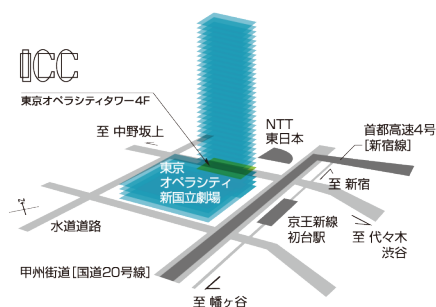 ICC
東京オペラシティタワー4F
NTT
東日本
首都高速4号
[新宿線]
至 中野坂上
東京
オペラシティ
新国立劇場
至 新宿
水道道路
京王新線
初台駅
至 代々木
渋谷
甲州街道[国道20号線]
至 幡ヶ谷